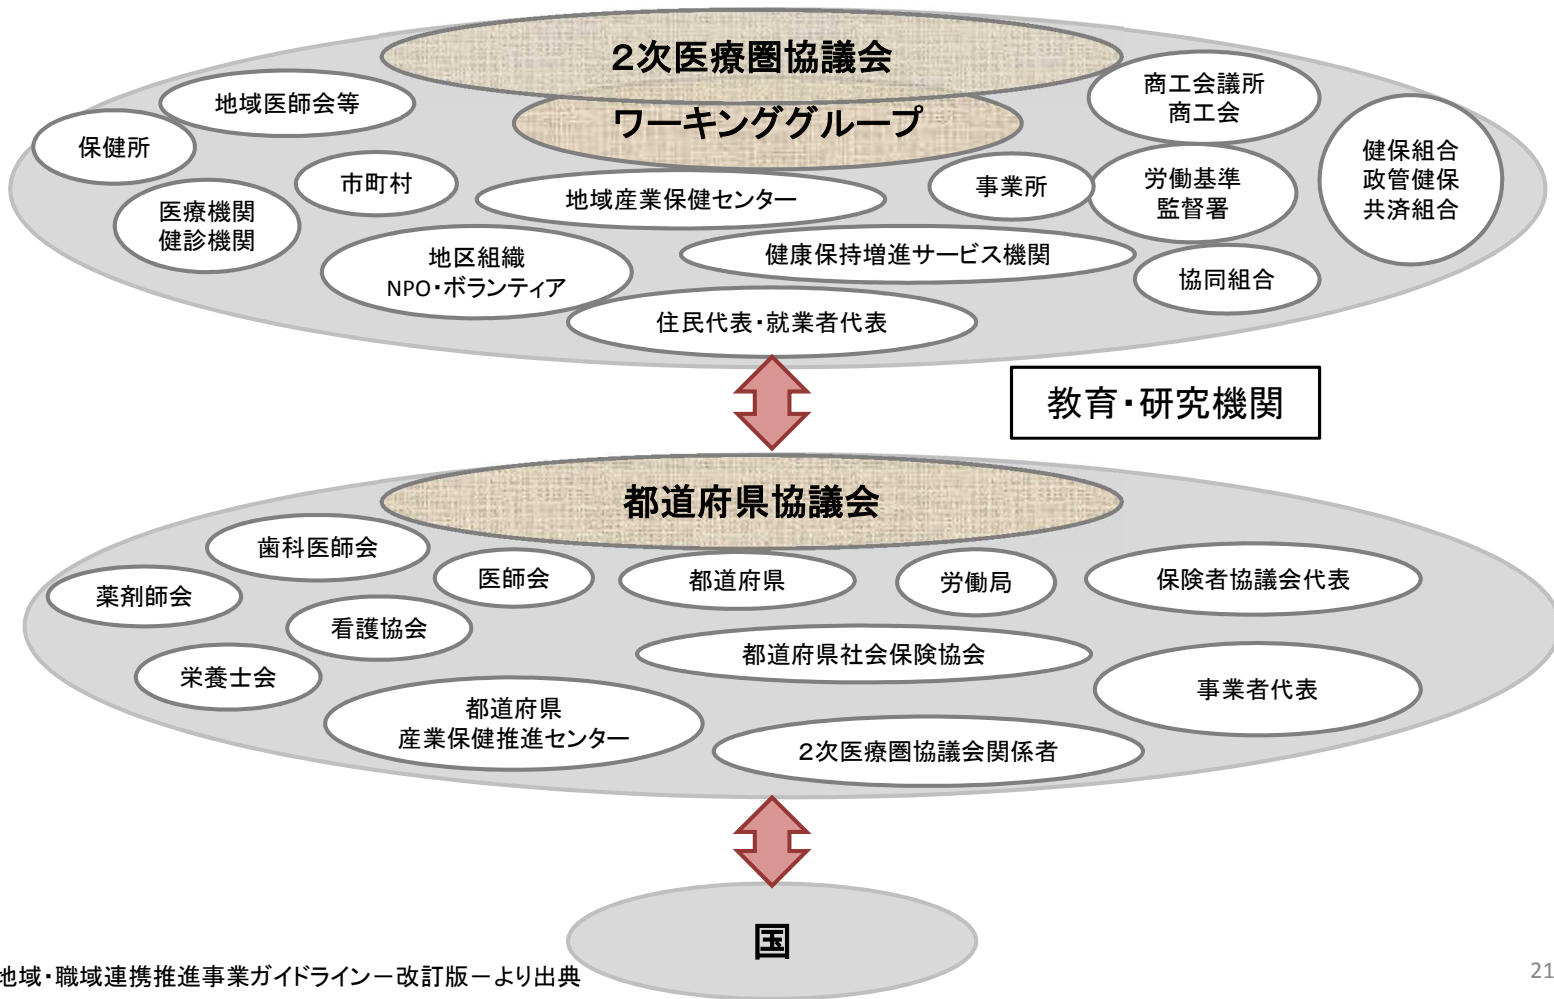 ２次医療圏協議会
ワーキンググループ
地域医師会等
保健所
市町村
医療機関
健診機関
地域産業保健センター
事業所
商工会議所
商工会
労働基準
監督署
健保組合
政管健保
共済組合
地区組織
NPO・ボランティア
健康保持増進サービス機関
協同組合
住民代表・就業者代表
教育・研究機関
都道府県協議会
歯科医師会
薬剤師会
医師会
都道府県
労働局
保険者協議会代表
看護協会
栄養士会
都道府県社会保険協会
事業者代表
都道府県
産業保健推進センター
２次医療圏協議会関係者
国
地域・職域連携推進事業ガイドライン－改訂版－より出典
21